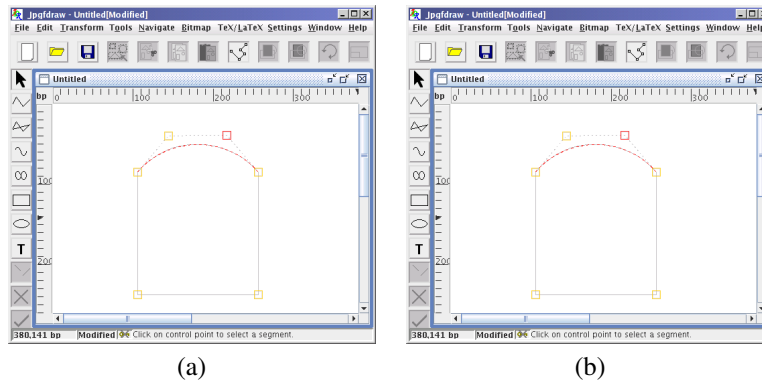 Jpgfdraw - Untitled[Modified]
File Edit Transform Tools Navigate Bitmap TeX/LaTeX Settings Window Help
Untitled
bp 0 100 200 300
100
T
200
380,141 bp Modified Click on control point to select a segment.
(a)
Jpgfdraw - Untitled[Modified]
File Edit Transform Tools Navigate Bitmap TeX/LaTeX Settings Window Help
Untitled
bp 0 100 200 300
100
T
200
380,141 bp Modified Click on control point to select a segment.
(b)